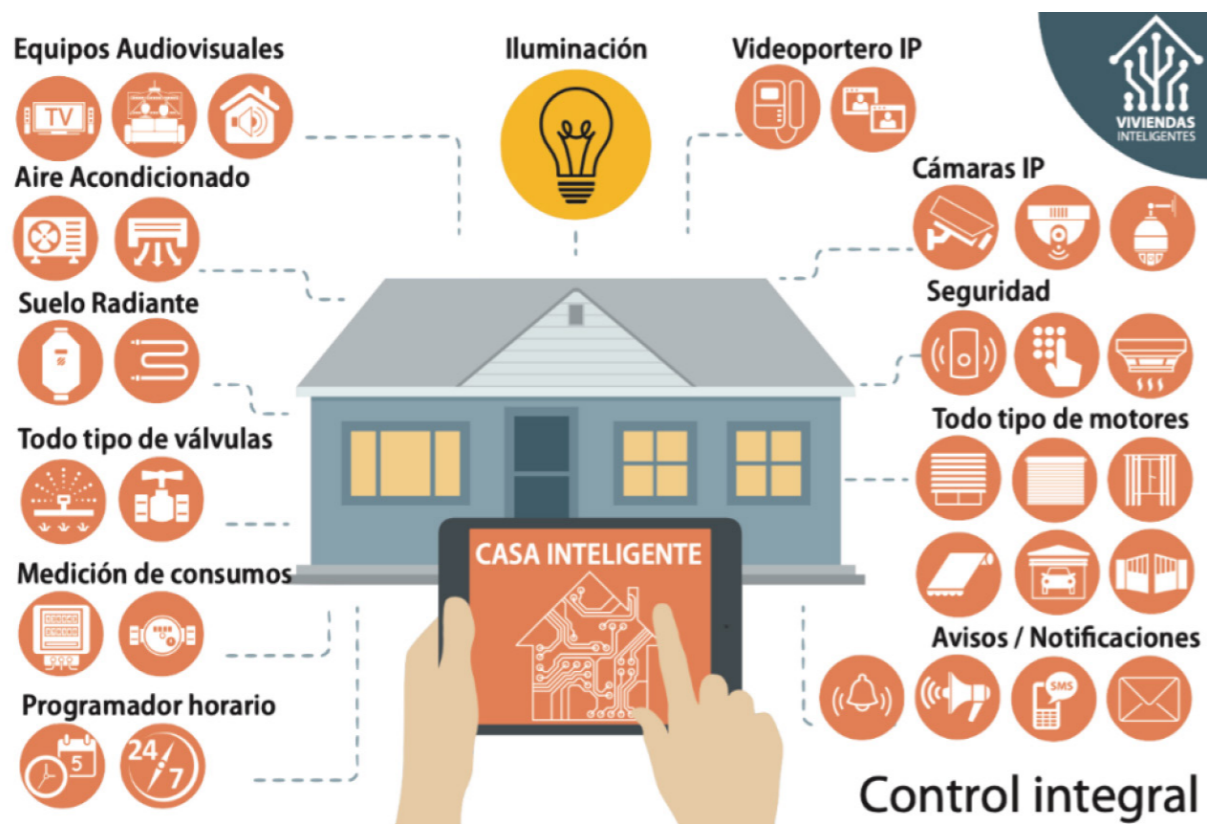 Equipos Audiovisuales
TV
Iluminación
Videoportero IP
VIVIENDAS
INTELIGENTES
Aire Acondicionado
Cámaras IP
Suelo Radiante
Seguridad
Todo tipo de válvulas
Todo tipo de motores
CASA INTELIGENTE
Medición de consumos
Avisos / Notificaciones
SMS
Programador horario
5
24
7
Control integral